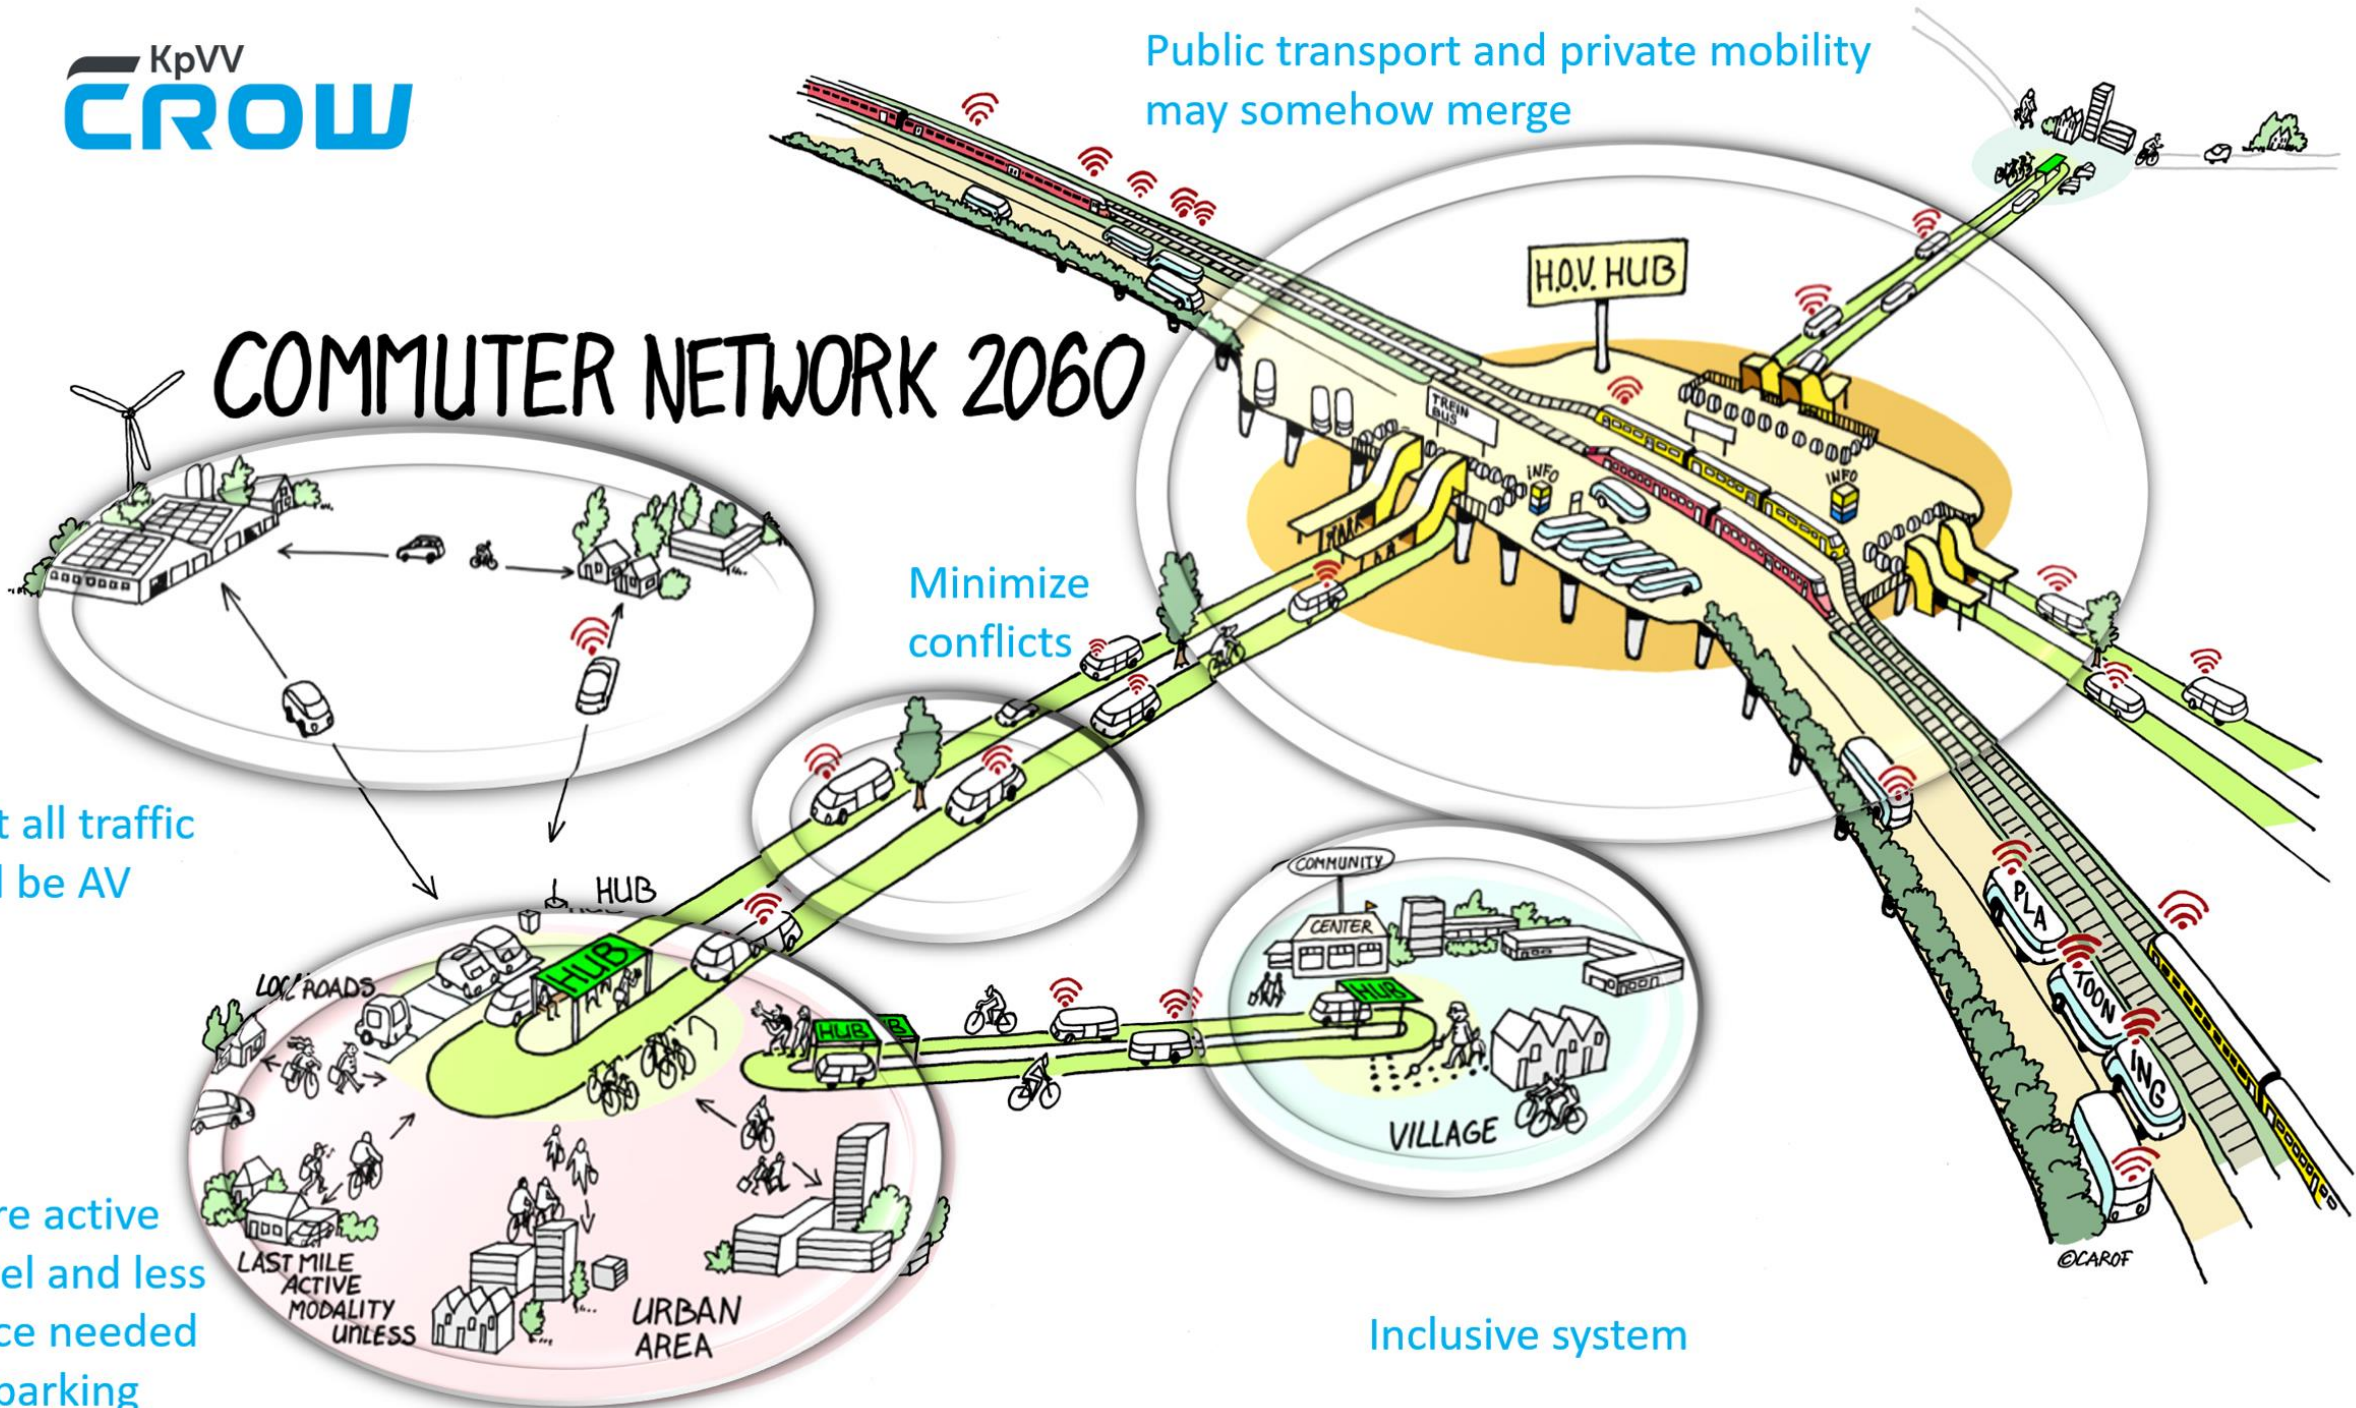 KpVV
CROW
Public transport and private mobility
may somehow merge
COMMUTER NETWORK 2060
H.O.V. HUB
TREIN
BUS
INFO
INFO
Minimize
conflicts
t all traffic
l be AV
HUB
HUB
LOCAL ROADS
HUB
COMMUNITY
CENTER
HUB
VILLAGE
PLA
TOON
ING
re active
el and less
ce needed
parking
LAST MILE
ACTIVE
MODALITY
UNLESS
URBAN
AREA
Inclusive system
©CAROF